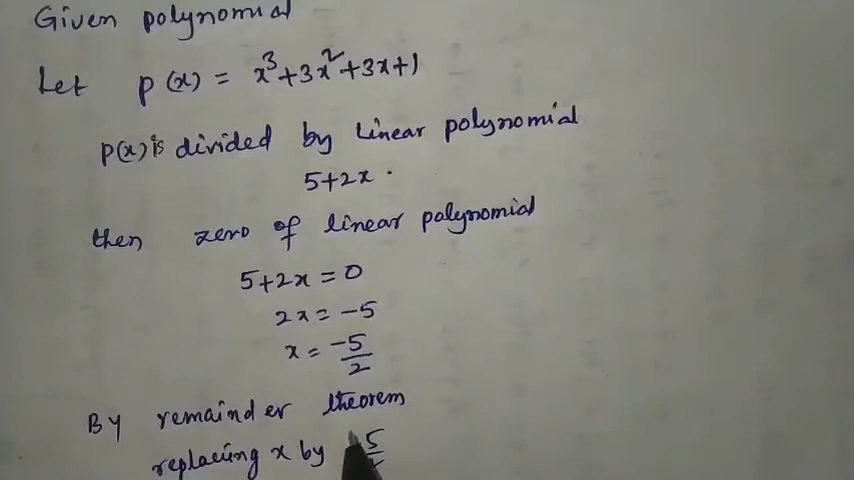 Given polynomial
Let p(x) = x³+3x²+3x+1
p(x) is divided by linear polynomial
5+2x.
then zero of linear polynomial
5+2x=0
2x=-5
x=-5/2
By remainder theorem
replacing x by